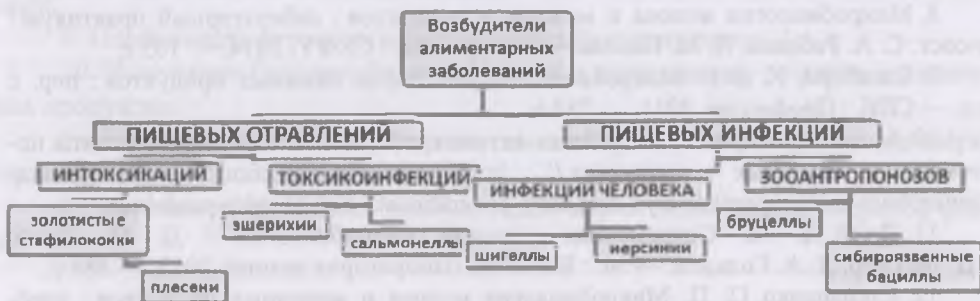 Возбудители
алиментарных
заболеваний
ПИЩЕВЫХ ОТРАВЛЕНИЙ
ПИЩЕВЫХ ИНФЕКЦИИ
ИНТОКСИКАЦИЙ
ТОКСИКОИНФЕКЦИЙ
ИНФЕКЦИИ ЧЕЛОВЕКА
ЗООАНТРОПОНОЗОВ
золотистые
стафилококки
плесени
эшерихии
сальмонеллы
шигеллы
иерсинии
бруцеллы
сибироязвенные
бациллы